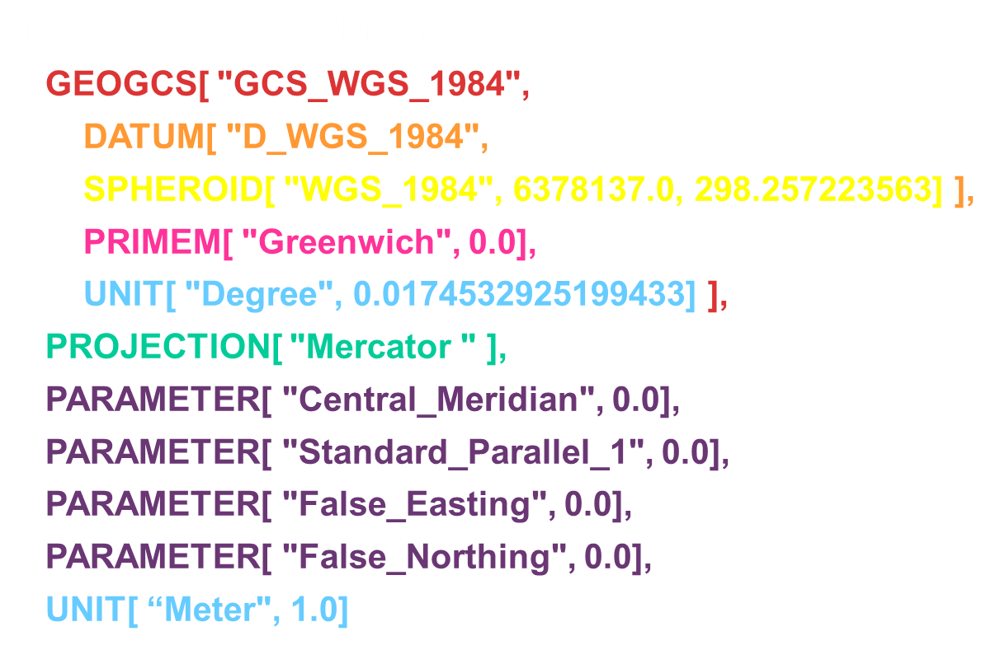 GEOGCS[ "GCS_WGS_1984",
DATUM[ "D_WGS_1984",
SPHEROID[ "WGS_1984", 6378137.0, 298.257223563] ],
PRIMEM[ "Greenwich", 0.0],
UNIT[ "Degree", 0.0174532925199433] ],
PROJECTION[ "Mercator " ],
PARAMETER[ "Central_Meridian", 0.0],
PARAMETER[ "Standard_Parallel_1", 0.0],
PARAMETER[ "False_Easting", 0.0],
PARAMETER[ "False_Northing", 0.0],
UNIT[ “Meter", 1.0]